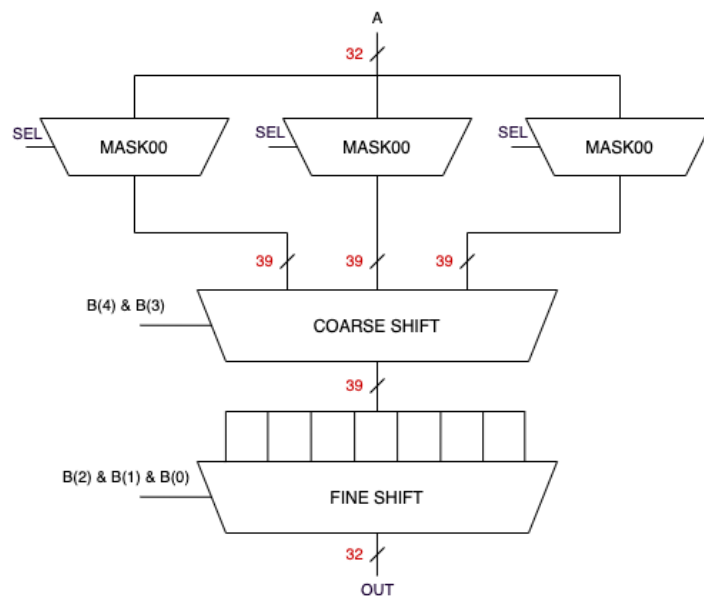 A
32
SEL
MASK00
SEL
MASK00
SEL
MASK00
39
39
39
B(4) & B(3)
COARSE SHIFT
39
B(2) & B(1) & B(0)
FINE SHIFT
32
OUT